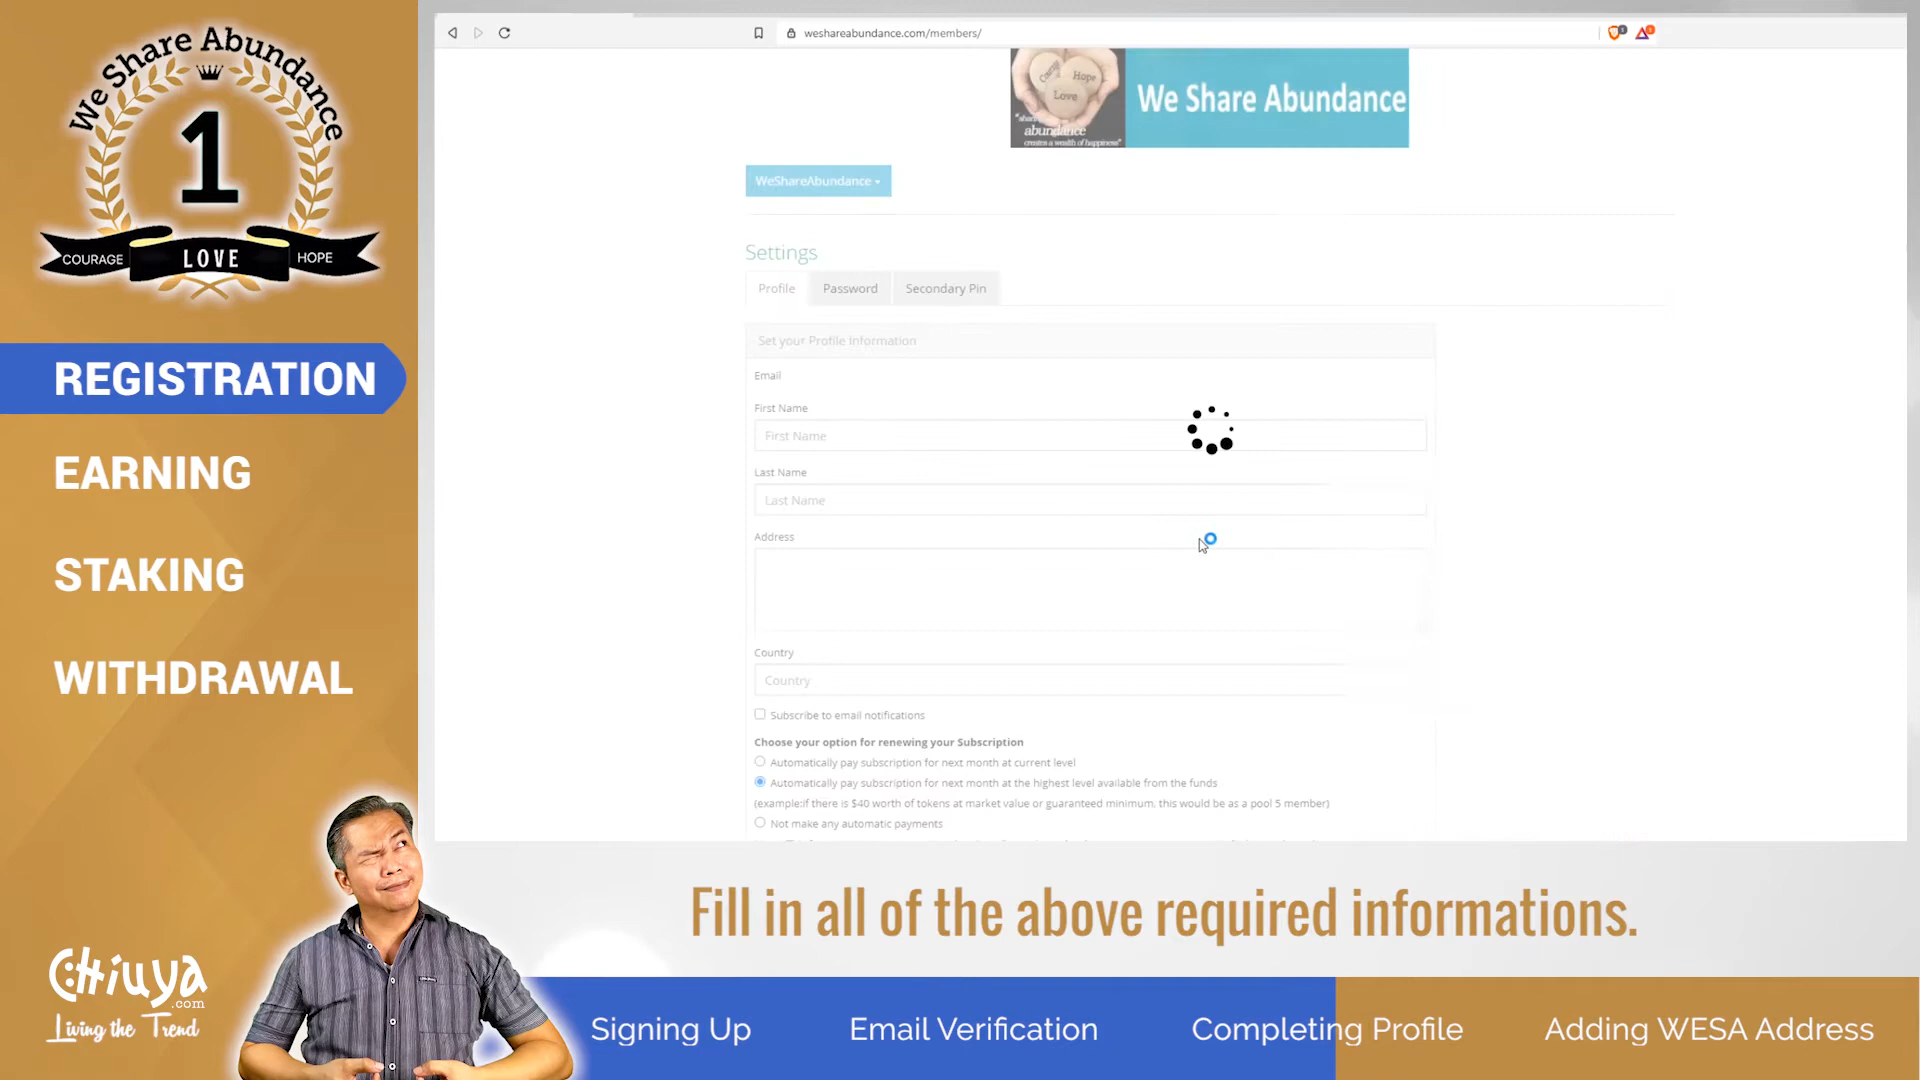 We Share Abundance
1
COURAGE
LOVE
HOPE
REGISTRATION
EARNING
STAKING
WITHDRAWAL
Chiuya
.com
Living the Trend
weshareabundance.com/members/
Courage
Hope
Love
"share
abundance
creates a wealth of happiness"
We Share Abundance
WeShareAbundance
Settings
Profile
Password
Secondary Pin
Set your Profile Information
Email
First Name
First Name
Last Name
Last Name
Address
Country
Country
Subscribe to email notifications
Choose your option for renewing your Subscription
Automatically pay subscription for next month at current level
Automatically pay subscription for next month at the highest level available from the funds
(example:if there is $40 worth of tokens at market value or guaranteed minimum, this would be as a pool 5 member)
Not make any automatic payments
Fill in all of the above required informations.
Signing Up
Email Verification
Completing Profile
Adding WESA Address